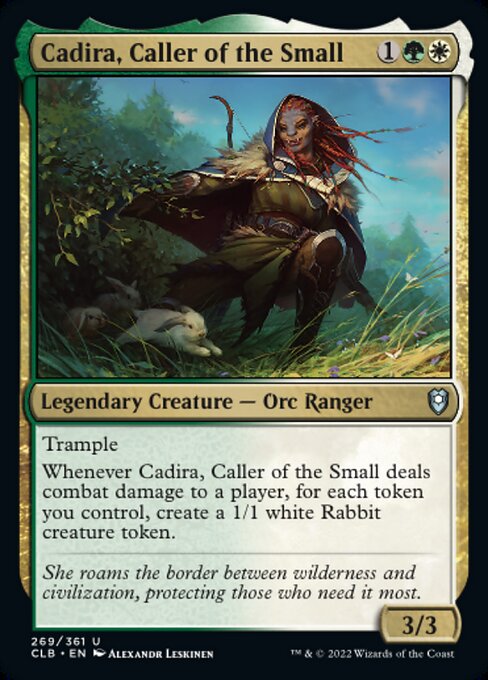 Cadira, Caller of the Small 1
Legendary Creature — Orc Ranger
Trample
Whenever Cadira, Caller of the Small deals
combat damage to a player, for each token
you control, create a 1/1 white Rabbit
creature token.
She roams the border between wilderness and
civilization, protecting those who need it most.
3/3
269/361 U
CLB • EN Alexandr Leskinen ™ & © 2022 Wizards of the Coast